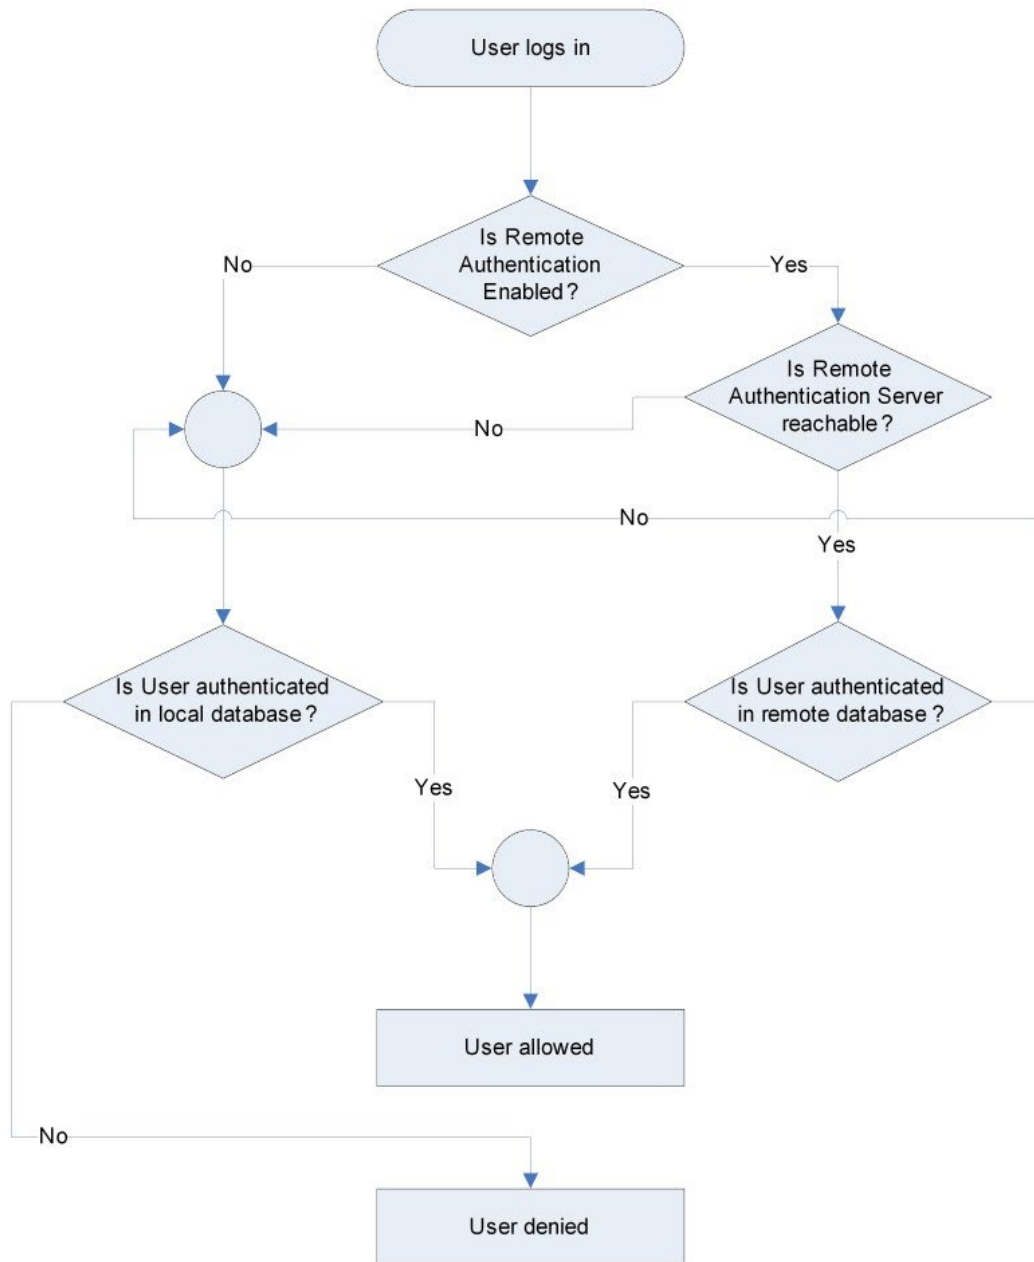 User logs in
Is Remote
Authentication
Enabled?
No
Yes
Is Remote
Authentication Server
reachable?
No
No
Yes
Is User authenticated
in local database?
Is User authenticated
in remote database?
Yes
Yes
User allowed
No
User denied